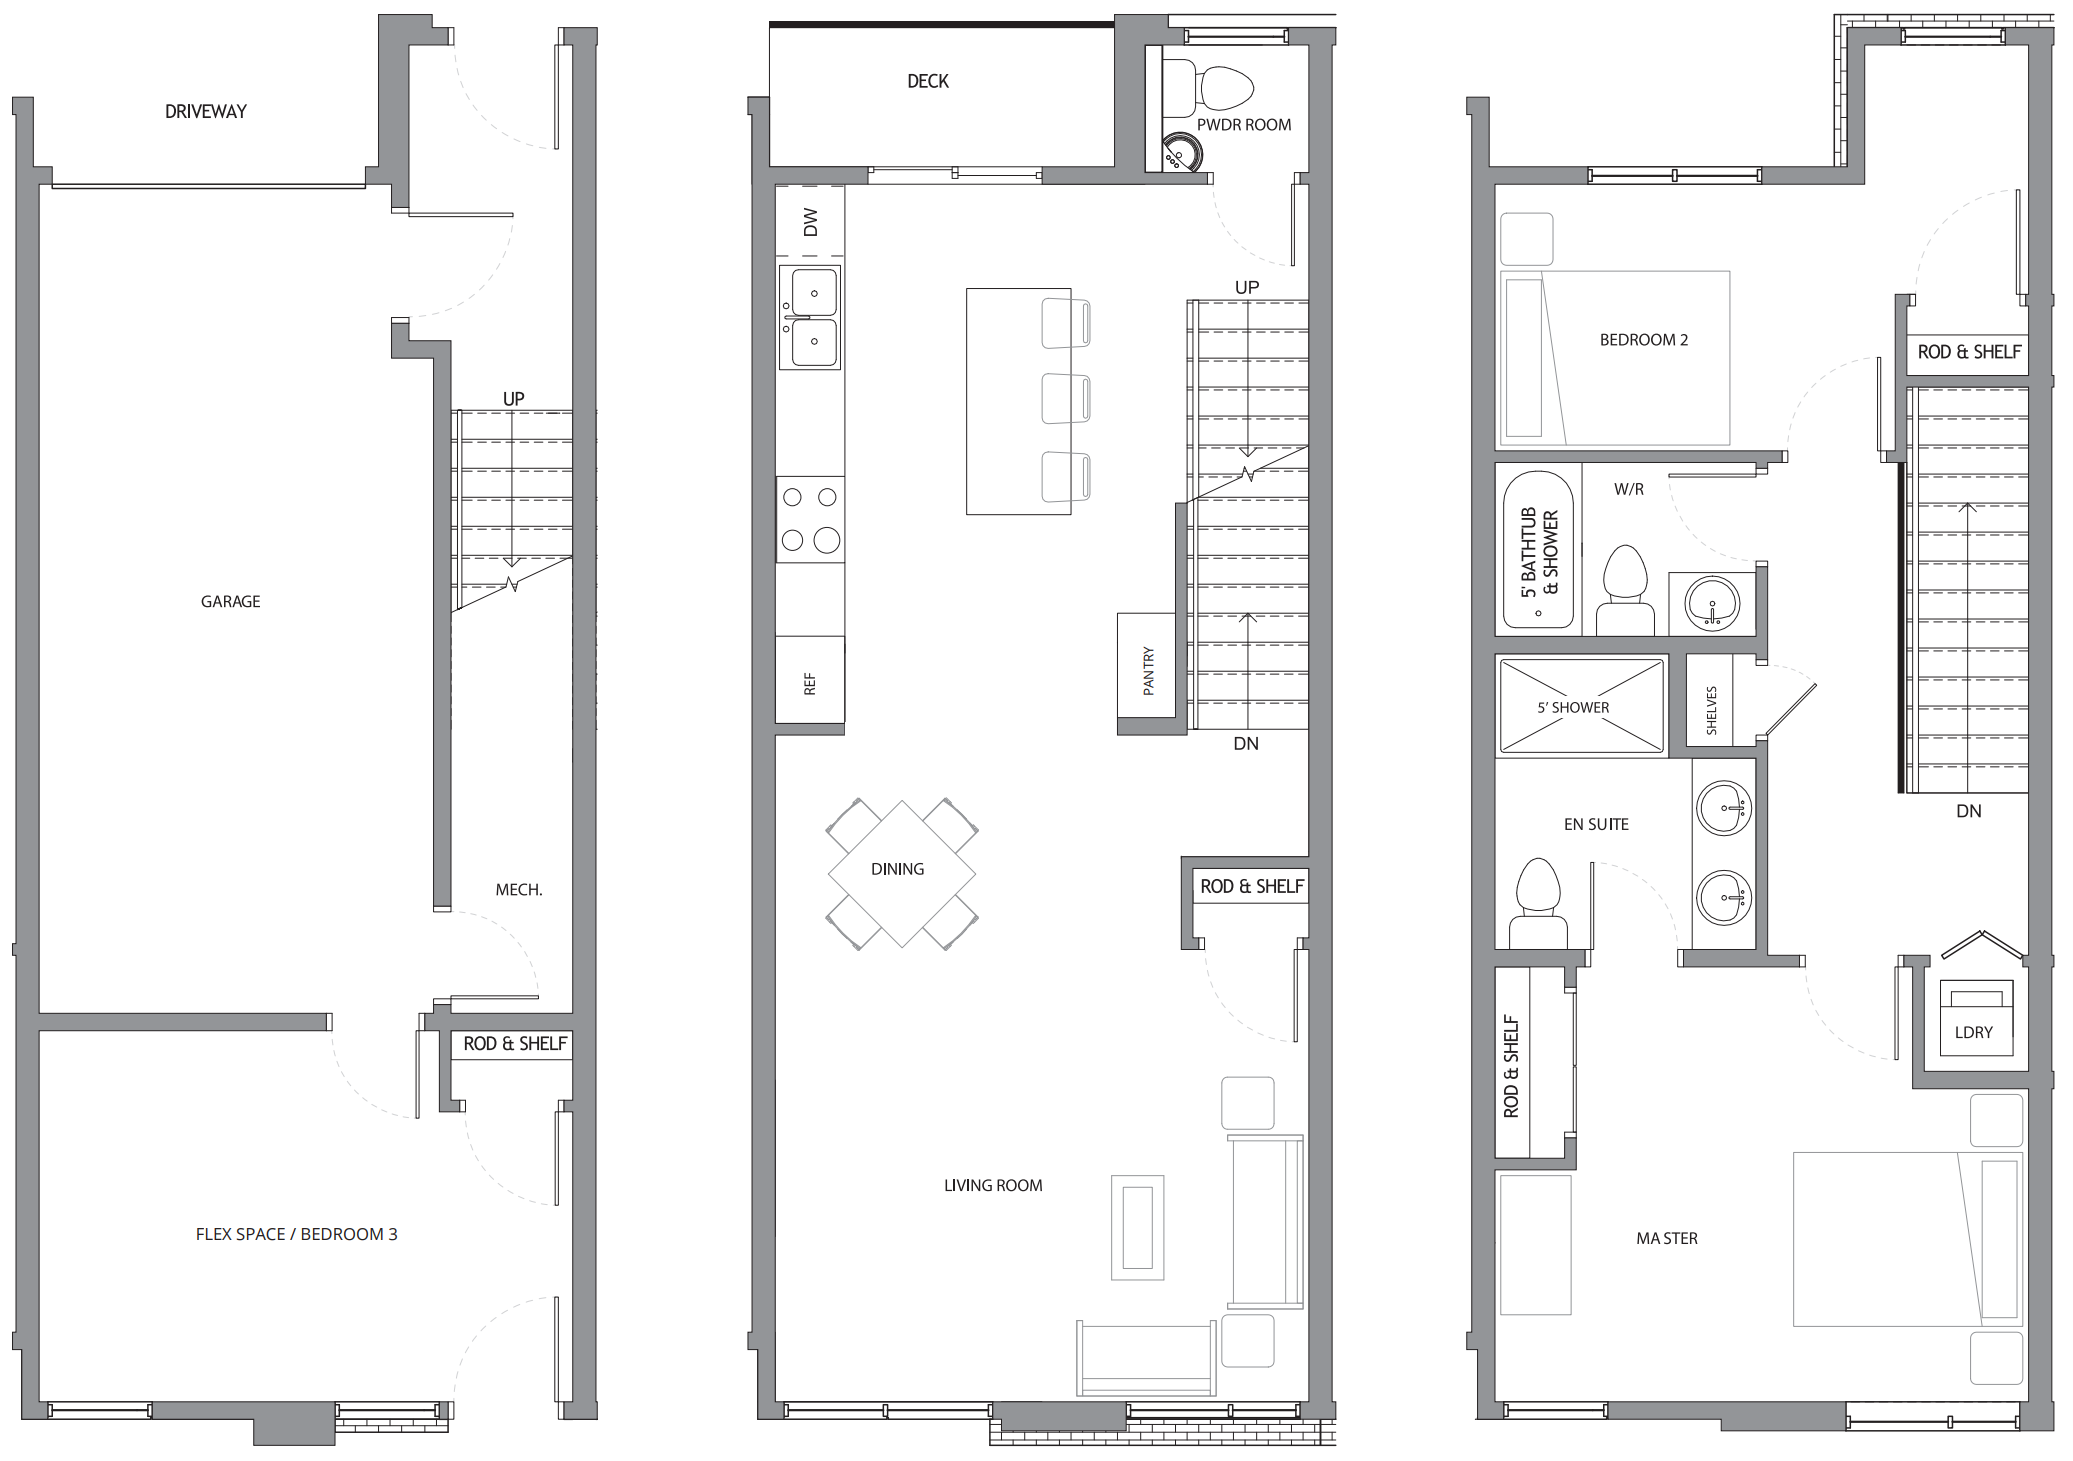 DRIVEWAY
UP
GARAGE
MECH.
ROD & SHELF
FLEX SPACE / BEDROOM 3
DECK
PWDR ROOM
DW
UP
REF
PANTRY
DN
DINING
ROD & SHELF
LIVING ROOM
BEDROOM 2
ROD & SHELF
W/R
5' BATHTUB
& SHOWER
5' SHOWER
SHELVES
DN
EN SUITE
LDRY
ROD & SHELF
MA STER